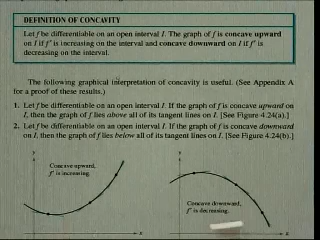 DEFINITION OF CONCAVITY
Let f be differentiable on an open interval I. The graph of f is concave upward
on I if f' is increasing on the interval and concave downward on I if f' is
decreasing on the interval.
The following graphical interpretation of concavity is useful. (See Appendix A
for a proof of these results.)
1. Let f be differentiable on an open interval I. If the graph of f is concave upward on
I, then the graph of f lies above all of its tangent lines on I. [See Figure 4.24(a).]
2. Let f be differentiable on an open interval I. If the graph of f is concave downward
on I, then the graph of f lies below all of its tangent lines on I. [See Figure 4.24(b).]
y
Concave upward,
f' is increasing.
x
y
Concave downward,
f' is decreasing.
x